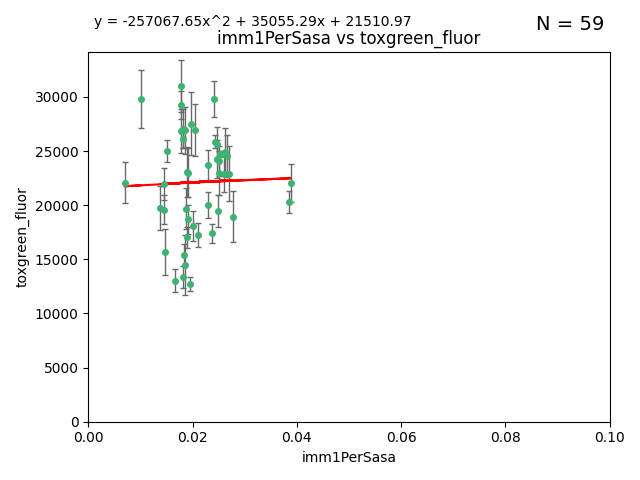 y = -257067.65x^2 + 35055.29x + 21510.97
N = 59
imm1PerSasa vs toxgreen_fluor
30000
25000
20000
15000
10000
5000
0
toxgreen_fluor
0.00 0.02 0.04 0.06 0.08 0.10
imm1PerSasa